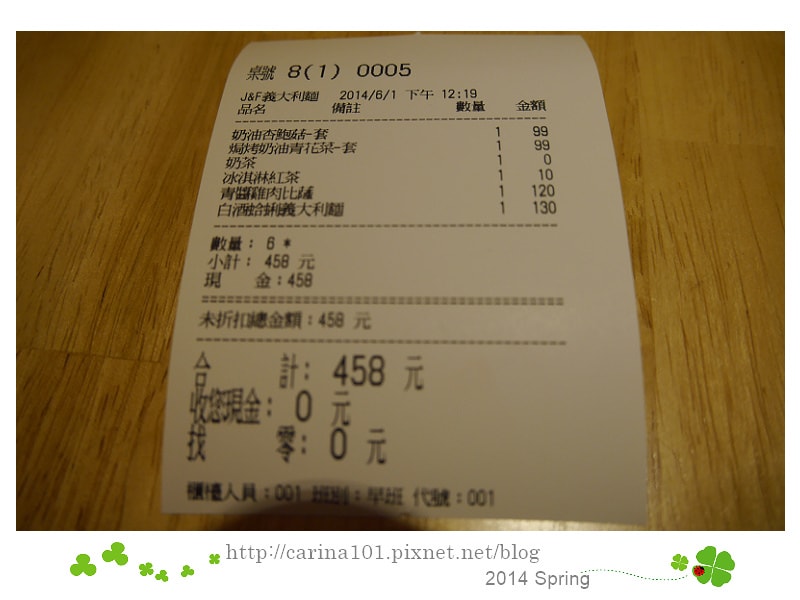 桌號 8(1) 0005
J&F義大利麵 2014/6/1 下午 12:19
品名 備註 數量 金額
奶油杏鮑菇-套 1 99
焗烤奶油青花菜-套 1 99
奶茶 1 0
冰淇淋紅茶 1 10
青醬雞肉比薩 1 120
白酒蛤蜊義大利麵 1 130
數量： 6 *
小計： 458 元
現 金：458
未折扣總金額：458 元
合 計： 458 元
收您現金： 0 元
找 零： 0 元
櫃檯人員：001 班別：早班 代號：001
http://carina101.pixnet.net/blog
2014 Spring